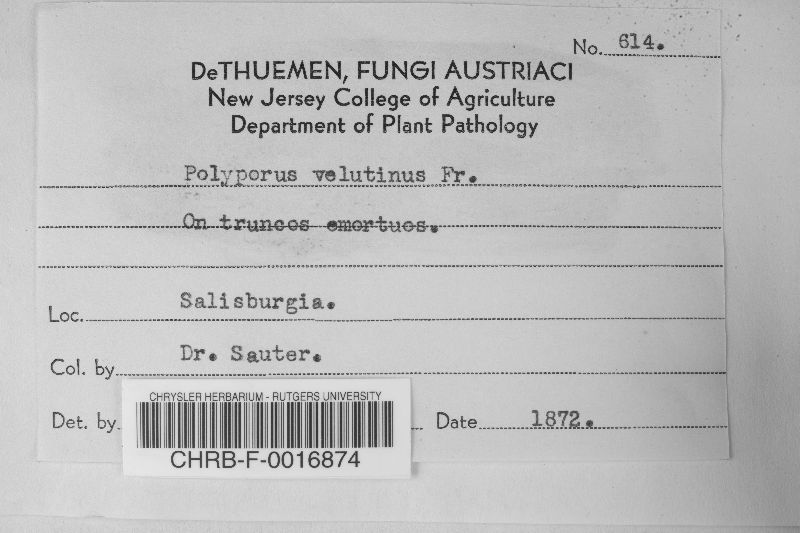 No. 614.
DeTHUEMEN, FUNGI AUSTRIACI
New Jersey College of Agriculture
Department of Plant Pathology
Polyporus velutinus Fr.
On truncos emortuos.
Loc. Salisburgia.
Col. by Dr. Sauter.
Det. by
Date 1872.
CHRYSLER HERBARIUM - RUTGERS UNIVERSITY
CHRB-F-0016874